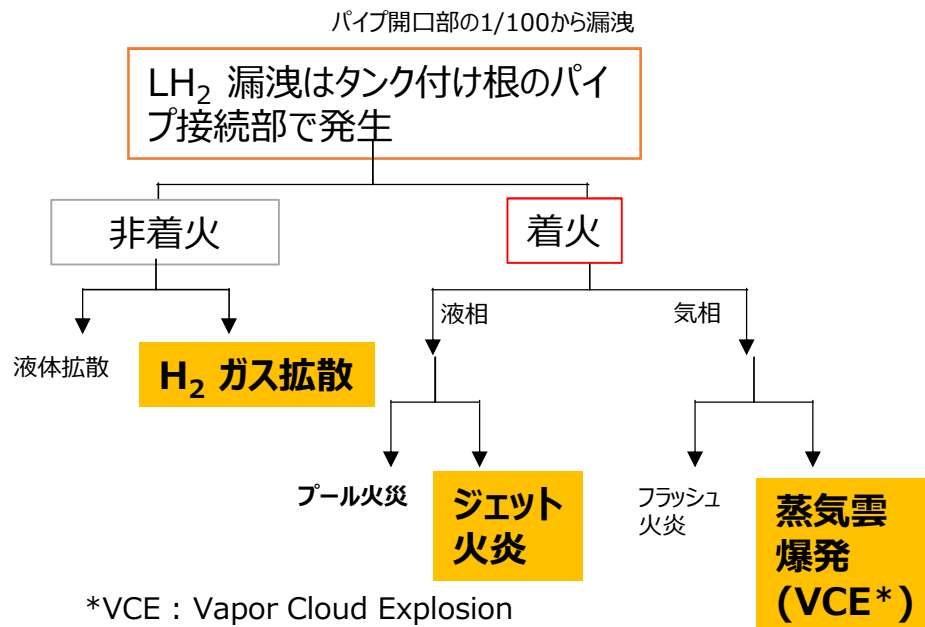 パイプ開口部の1/100から漏洩
LH₂ 漏洩はタンク付け根のパイ
プ接続部で発生
非着火
着火
液相
気相
液体拡散
H₂ ガス拡散
プール火災
ジェット
火炎
フラッシュ
火炎
蒸気雲
爆発
(VCE*)
*VCE : Vapor Cloud Explosion